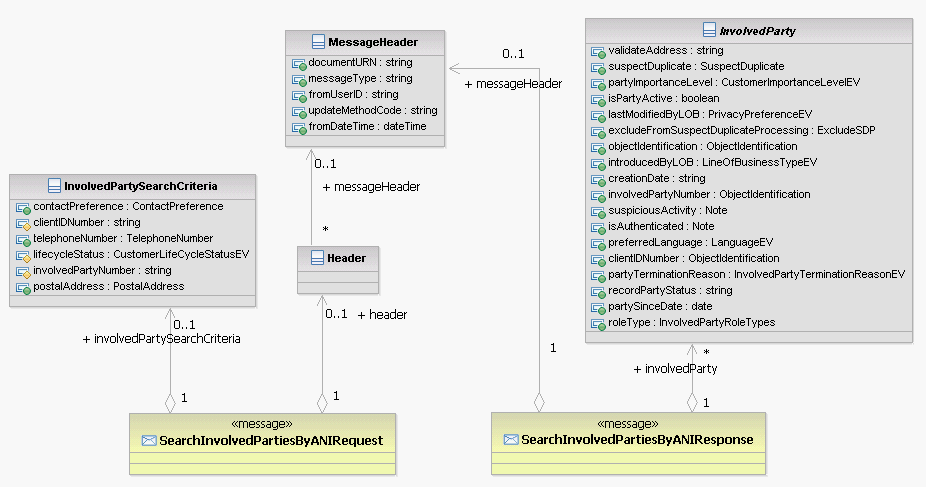 MessageHeader
documentURN : string
messageType : string
fromUserID : string
updateMethodCode : string
fromDateTime : dateTime
InvolvedParty
validateAddress : string
suspectDuplicate : SuspectDuplicate
partyImportanceLevel : CustomerImportanceLevelEV
isPartyActive : boolean
lastModifiedByLOB : PrivacyPreferenceEV
excludeFromSuspectDuplicateProcessing : ExcludeSDP
objectIdentification : ObjectIdentification
introducedByLOB : LineOfBusinessTypeEV
creationDate : string
involvedPartyNumber : ObjectIdentification
suspiciousActivity : Note
isAuthenticated : Note
preferredLanguage : LanguageEV
clientIDNumber : ObjectIdentification
partyTerminationReason : InvolvedPartyTerminationReasonEV
recordPartyStatus : string
partySinceDate : date
roleType : InvolvedPartyRoleTypes
0..1
+ messageHeader
0..1
+ messageHeader
*
InvolvedPartySearchCriteria
contactPreference : ContactPreference
clientIDNumber : string
telephoneNumber : TelephoneNumber
lifecycleStatus : CustomerLifeCycleStatusEV
involvedPartyNumber : string
postalAddress : PostalAddress
Header
0..1
+ involvedPartySearchCriteria
0..1 + header
1
*
+ involvedParty
1
1
1
«message»
SearchInvolvedPartiesByANIRequest
«message»
SearchInvolvedPartiesByANIResponse